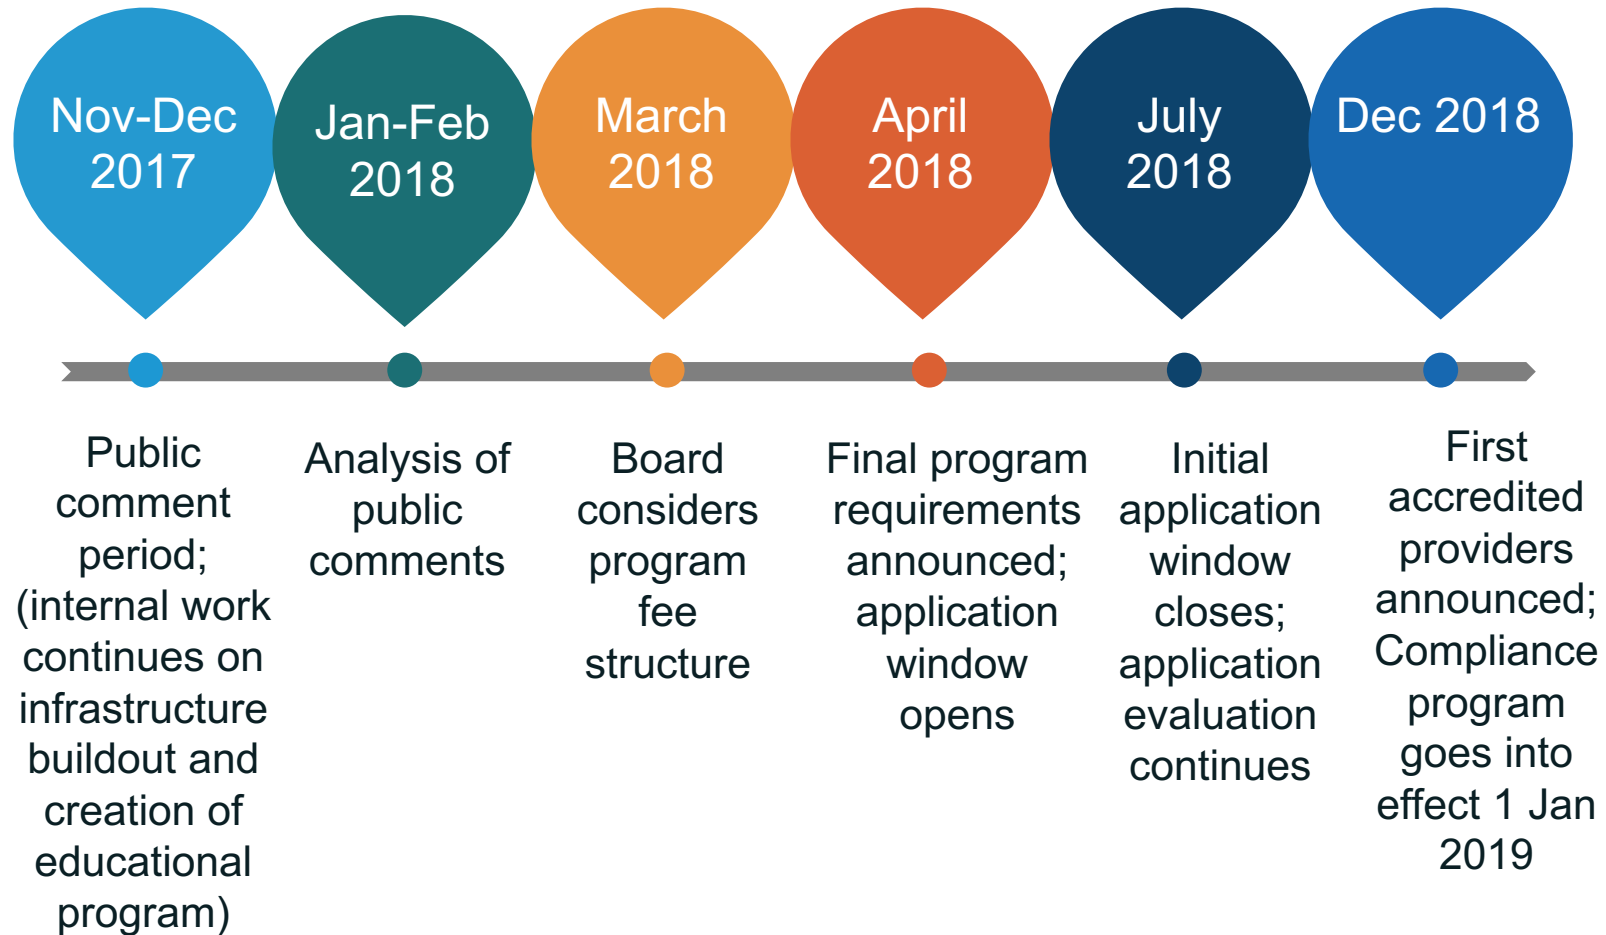 Nov-Dec
2017
Jan-Feb
2018
March
2018
April
2018
July
2018
Dec 2018
Public
comment
period;
(internal work
continues on
infrastructure
buildout and
creation of
educational
program)
Analysis of
public
comments
Board
considers
program
fee
structure
Final program
requirements
announced;
application
window
opens
Initial
application
window
closes;
application
evaluation
continues
First
accredited
providers
announced;
Compliance
program
goes into
effect 1 Jan
2019